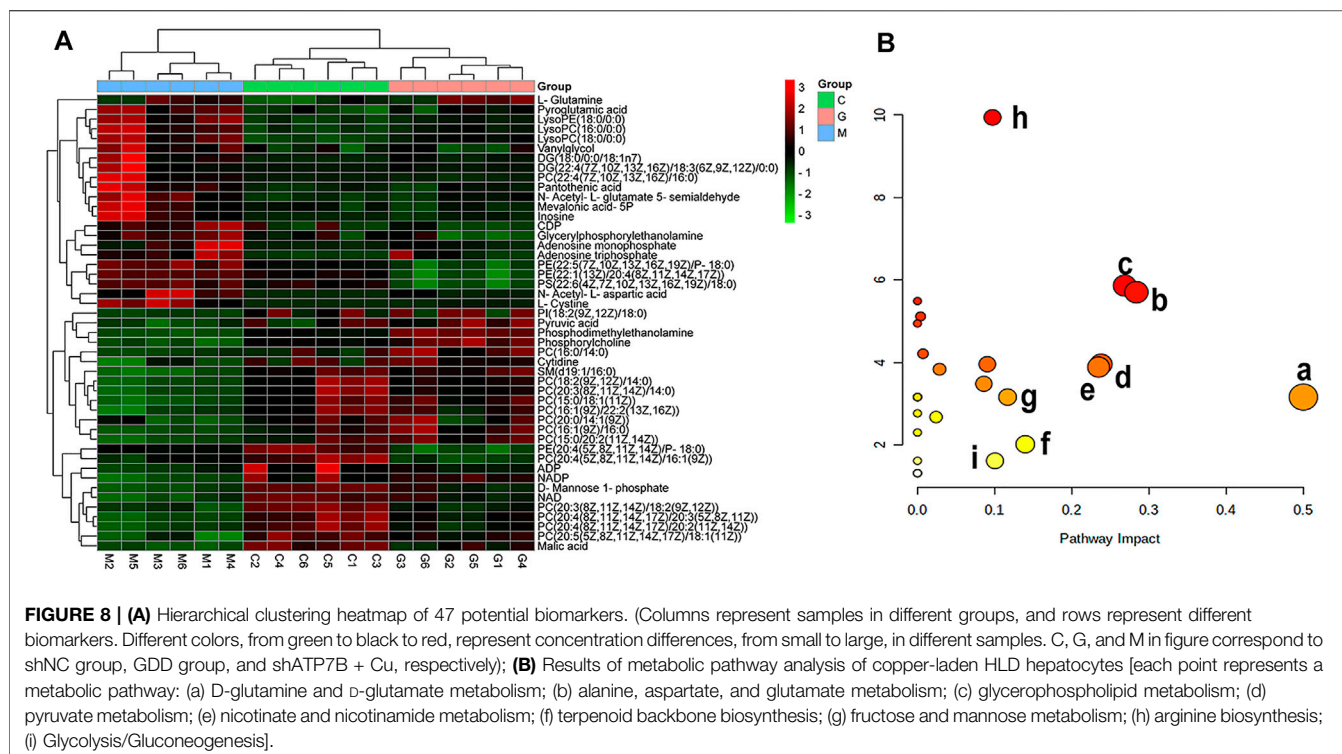 A
B
Group
L- Glutamine
Pyroglutamic acid
LysoPE(18:0/0:0)
LysoPC(16:0/0:0)
LysoPC(18:0/0:0)
Vanylglycol
DG(18:0/0:0/18:1n7)
DG(22:4(7Z,10Z,13Z,16Z)/18:3(6Z,9Z,12Z)/0:0)
PC(22:4(7Z,10Z,13Z,16Z)/16:0)
Pantothenic acid
N- Acetyl- L- glutamate 5- semialdehyde
Mevalonic acid- 5P
Inosine
CDP
Glycerylphosphorylethanolamine
Adenosine monophosphate
Adenosine triphosphate
PE(22:5(7Z,10Z,13Z,16Z,19Z)/P- 18:0)
PE(22:1(13Z)/20:4(8Z,11Z,14Z,17Z))
PS(22:6(4Z,7Z,10Z,13Z,16Z,19Z)/18:0)
N- Acetyl- L- aspartic acid
L- Cystine
PI(18:2(9Z,12Z)/18:0)
Pyruvic acid
Phosphodimethylethanolamine
Phosphorylcholine
PC(16:0/14:0)
Cytidine
SM(d19:1/16:0)
PC(18:2(9Z,12Z)/14:0)
PC(20:3(8Z,11Z,14Z)/14:0)
PC(15:0/18:1(11Z))
PC(16:1(9Z)/22:2(13Z,16Z))
PC(20:0/14:1(9Z))
PC(16:1(9Z)/16:0)
PC(15:0/20:2(11Z,14Z))
PE(20:4(5Z,8Z,11Z,14Z)/P- 18:0)
PC(20:4(5Z,8Z,11Z,14Z)/16:1(9Z))
ADP
NADP
D- Mannose 1- phosphate
NAD
PC(20:3(8Z,11Z,14Z)/18:2(9Z,12Z))
PC(20:4(8Z,11Z,14Z,17Z)/20:3(5Z,8Z,11Z))
PC(20:4(8Z,11Z,14Z,17Z)/20:2(11Z,14Z))
PC(20:5(5Z,8Z,11Z,14Z,17Z)/18:1(11Z))
Malic acid
M2 M5 M3 M6 M1 M4 C2 C4 C6 C5 C1 C3 G3 G6 G2 G5 G1 G4
3
2
1
0
- 1
- 2
- 3
Group
C
G
M
10
8
6
4
2
h
c
b
a
d
e
g
f
i
0.0 0.1 0.2 0.3 0.4 0.5
Pathway Impact
FIGURE 8 | (A) Hierarchical clustering heatmap of 47 potential biomarkers. (Columns represent samples in different groups, and rows represent different
biomarkers. Different colors, from green to black to red, represent concentration differences, from small to large, in different samples. C, G, and M in figure correspond to
shNC group, GDD group, and shATP7B + Cu, respectively); (B) Results of metabolic pathway analysis of copper-laden HLD hepatocytes [each point represents a
metabolic pathway: (a) D-glutamine and D-glutamate metabolism; (b) alanine, aspartate, and glutamate metabolism; (c) glycerophospholipid metabolism; (d)
pyruvate metabolism; (e) nicotinate and nicotinamide metabolism; (f) terpenoid backbone biosynthesis; (g) fructose and mannose metabolism; (h) arginine biosynthesis;
(i) Glycolysis/Gluconeogenesis].